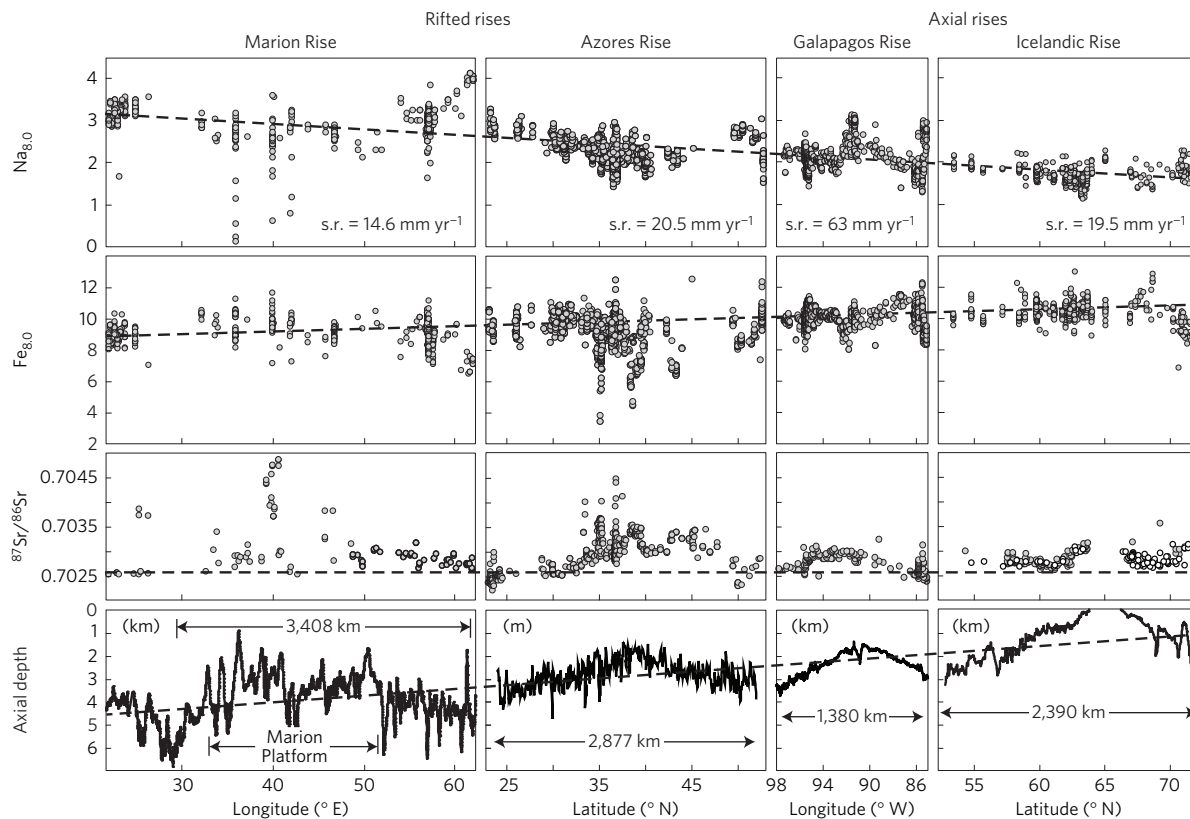 Rifted rises
Axial rises
Marion Rise
Azores Rise
Galapagos Rise
Icelandic Rise
Na8.0
4
3
2
1
0
s.r. = 14.6 mm yr–1
s.r. = 20.5 mm yr–1
s.r. = 63 mm yr–1
s.r. = 19.5 mm yr–1
Fe8.0
12
10
8
6
4
2
87Sr/86Sr
0.7045
0.7035
0.7025
Axial depth
0
1
2
3
4
5
6
(km)
3,408 km
Marion
Platform
(m)
2,877 km
(km)
1,380 km
(km)
2,390 km
30 40 50 60
25 35 45
98 94 90 86
55 60 65 70
Longitude (° E)
Latitude (° N)
Longitude (° W)
Latitude (° N)